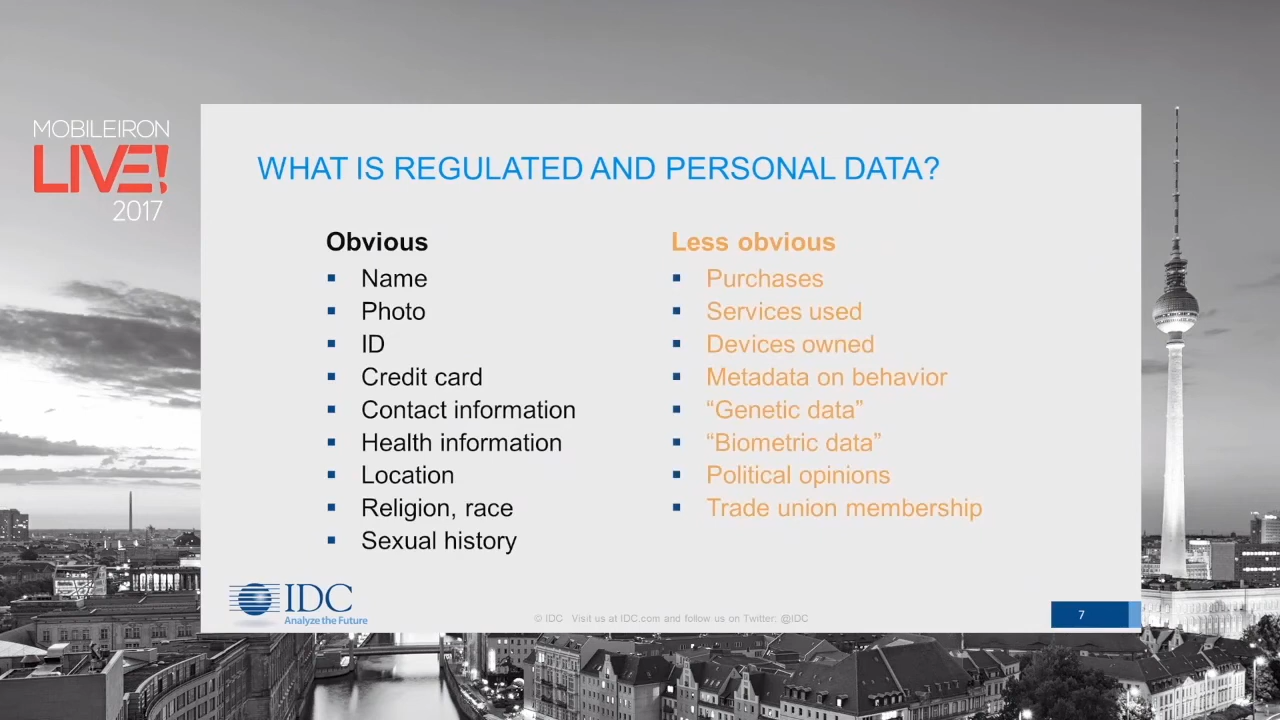 MOBILEIRON
LIVE!
2017
WHAT IS REGULATED AND PERSONAL DATA?
Obvious
Name
Photo
ID
Credit card
Contact information
Health information
Location
Religion, race
Sexual history
Less obvious
Purchases
Services used
Devices owned
Metadata on behavior
“Genetic data”
“Biometric data”
Political opinions
Trade union membership
IDC
Analyze the Future
© IDC Visit us at IDC.com and follow us on Twitter: @IDC
7